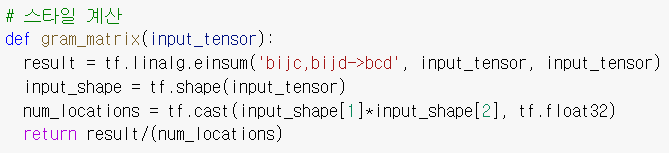 # 스타일 계산
def gram_matrix(input_tensor):
  result = tf.linalg.einsum('bijc,bijd->bcd', input_tensor, input_tensor)
  input_shape = tf.shape(input_tensor)
  num_locations = tf.cast(input_shape[1]*input_shape[2], tf.float32)
  return result/(num_locations)